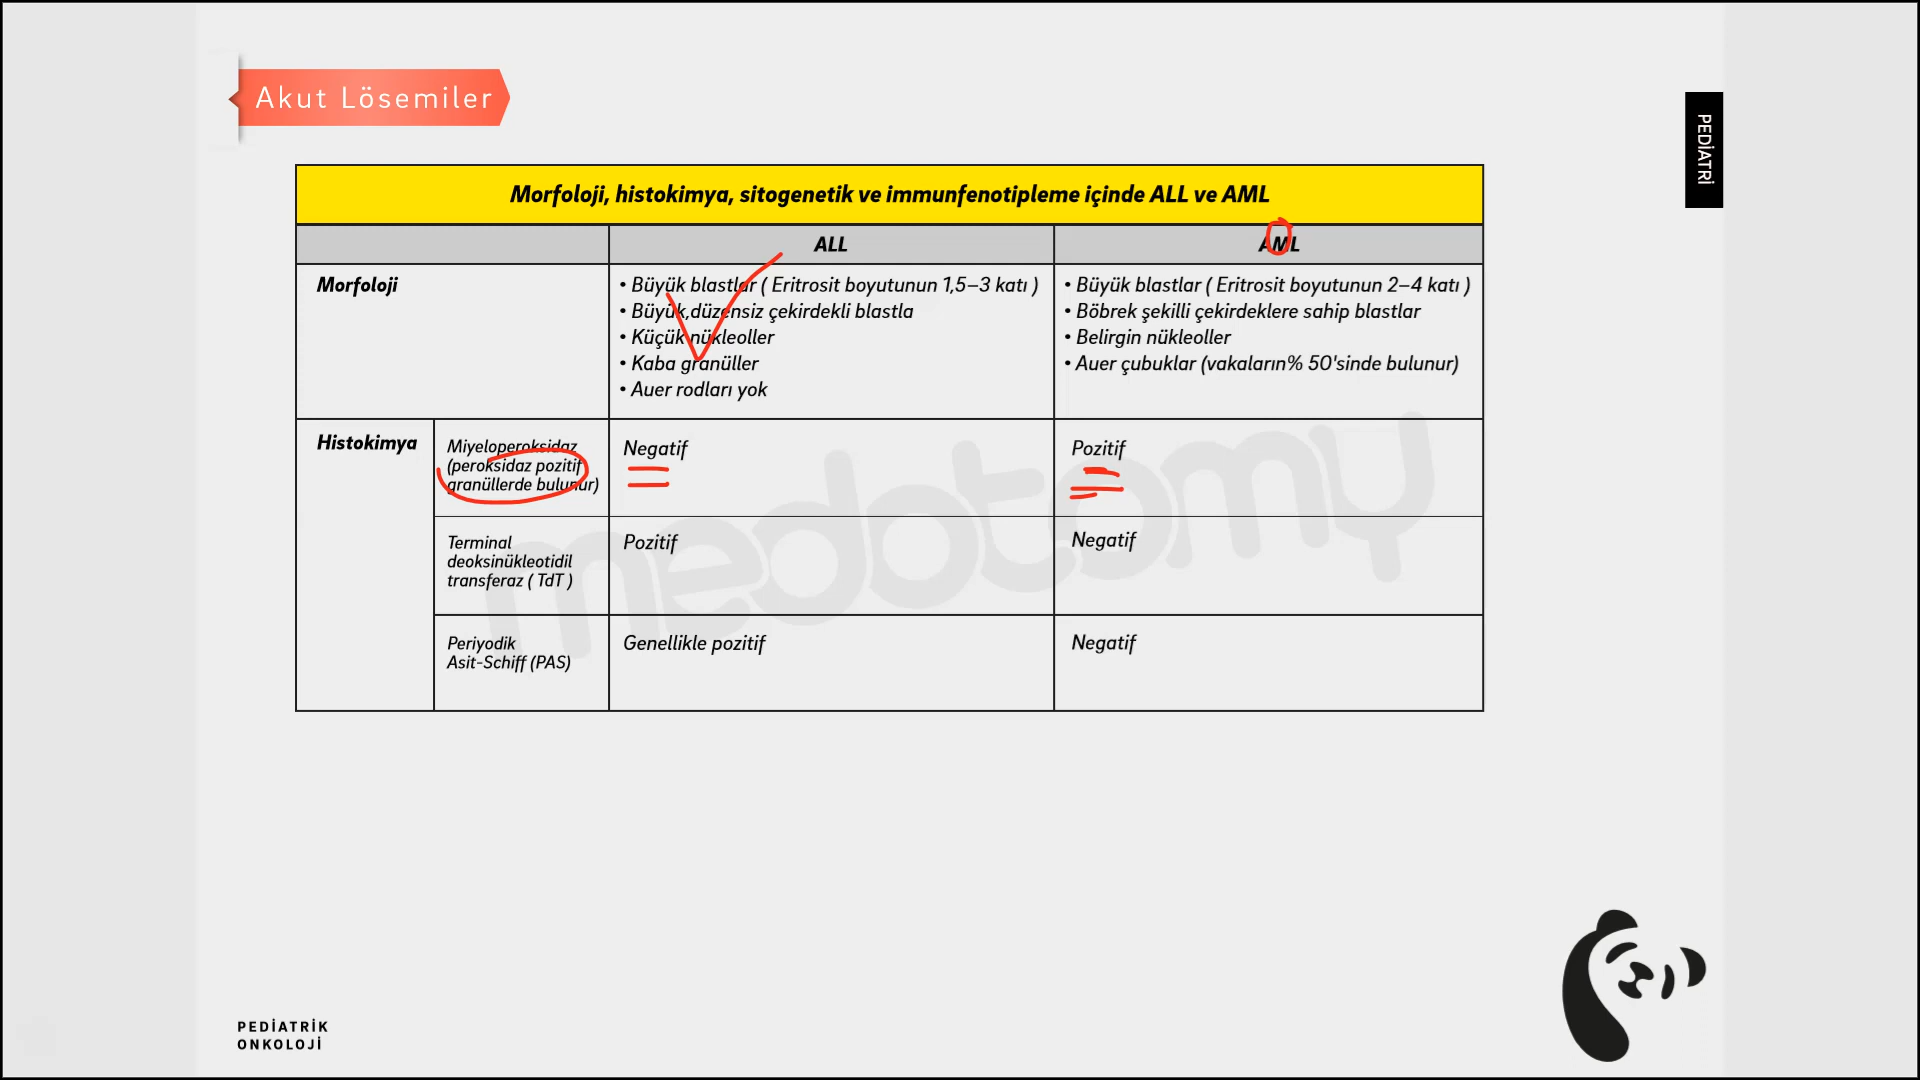 Akut Lösemiler
PEDİATRİ
Morfoloji, histokimya, sitogenetik ve immunfenotipleme içinde ALL ve AML
ALL
AML
Morfoloji
• Büyük blastlar ( Eritrosit boyutunun 1,5–3 katı )
• Büyük,düzensiz çekirdekli blastla
• Küçük nükleoller
• Kaba granüller
• Auer rodları yok
• Büyük blastlar ( Eritrosit boyutunun 2–4 katı )
• Böbrek şekilli çekirdeklere sahip blastlar
• Belirgin nükleoller
• Auer çubuklar (vakaların% 50'sinde bulunur)
Histokimya
Miyeloperoksidaz
(peroksidaz pozitif
granüllerde bulunur)
Negatif
Pozitif
Terminal
deoksinükleotidil
transferaz ( TdT )
Pozitif
Negatif
Periyodik
Asit-Schiff (PAS)
Genellikle pozitif
Negatif
medotomy
PEDİATRİK
ONKOLOJİ